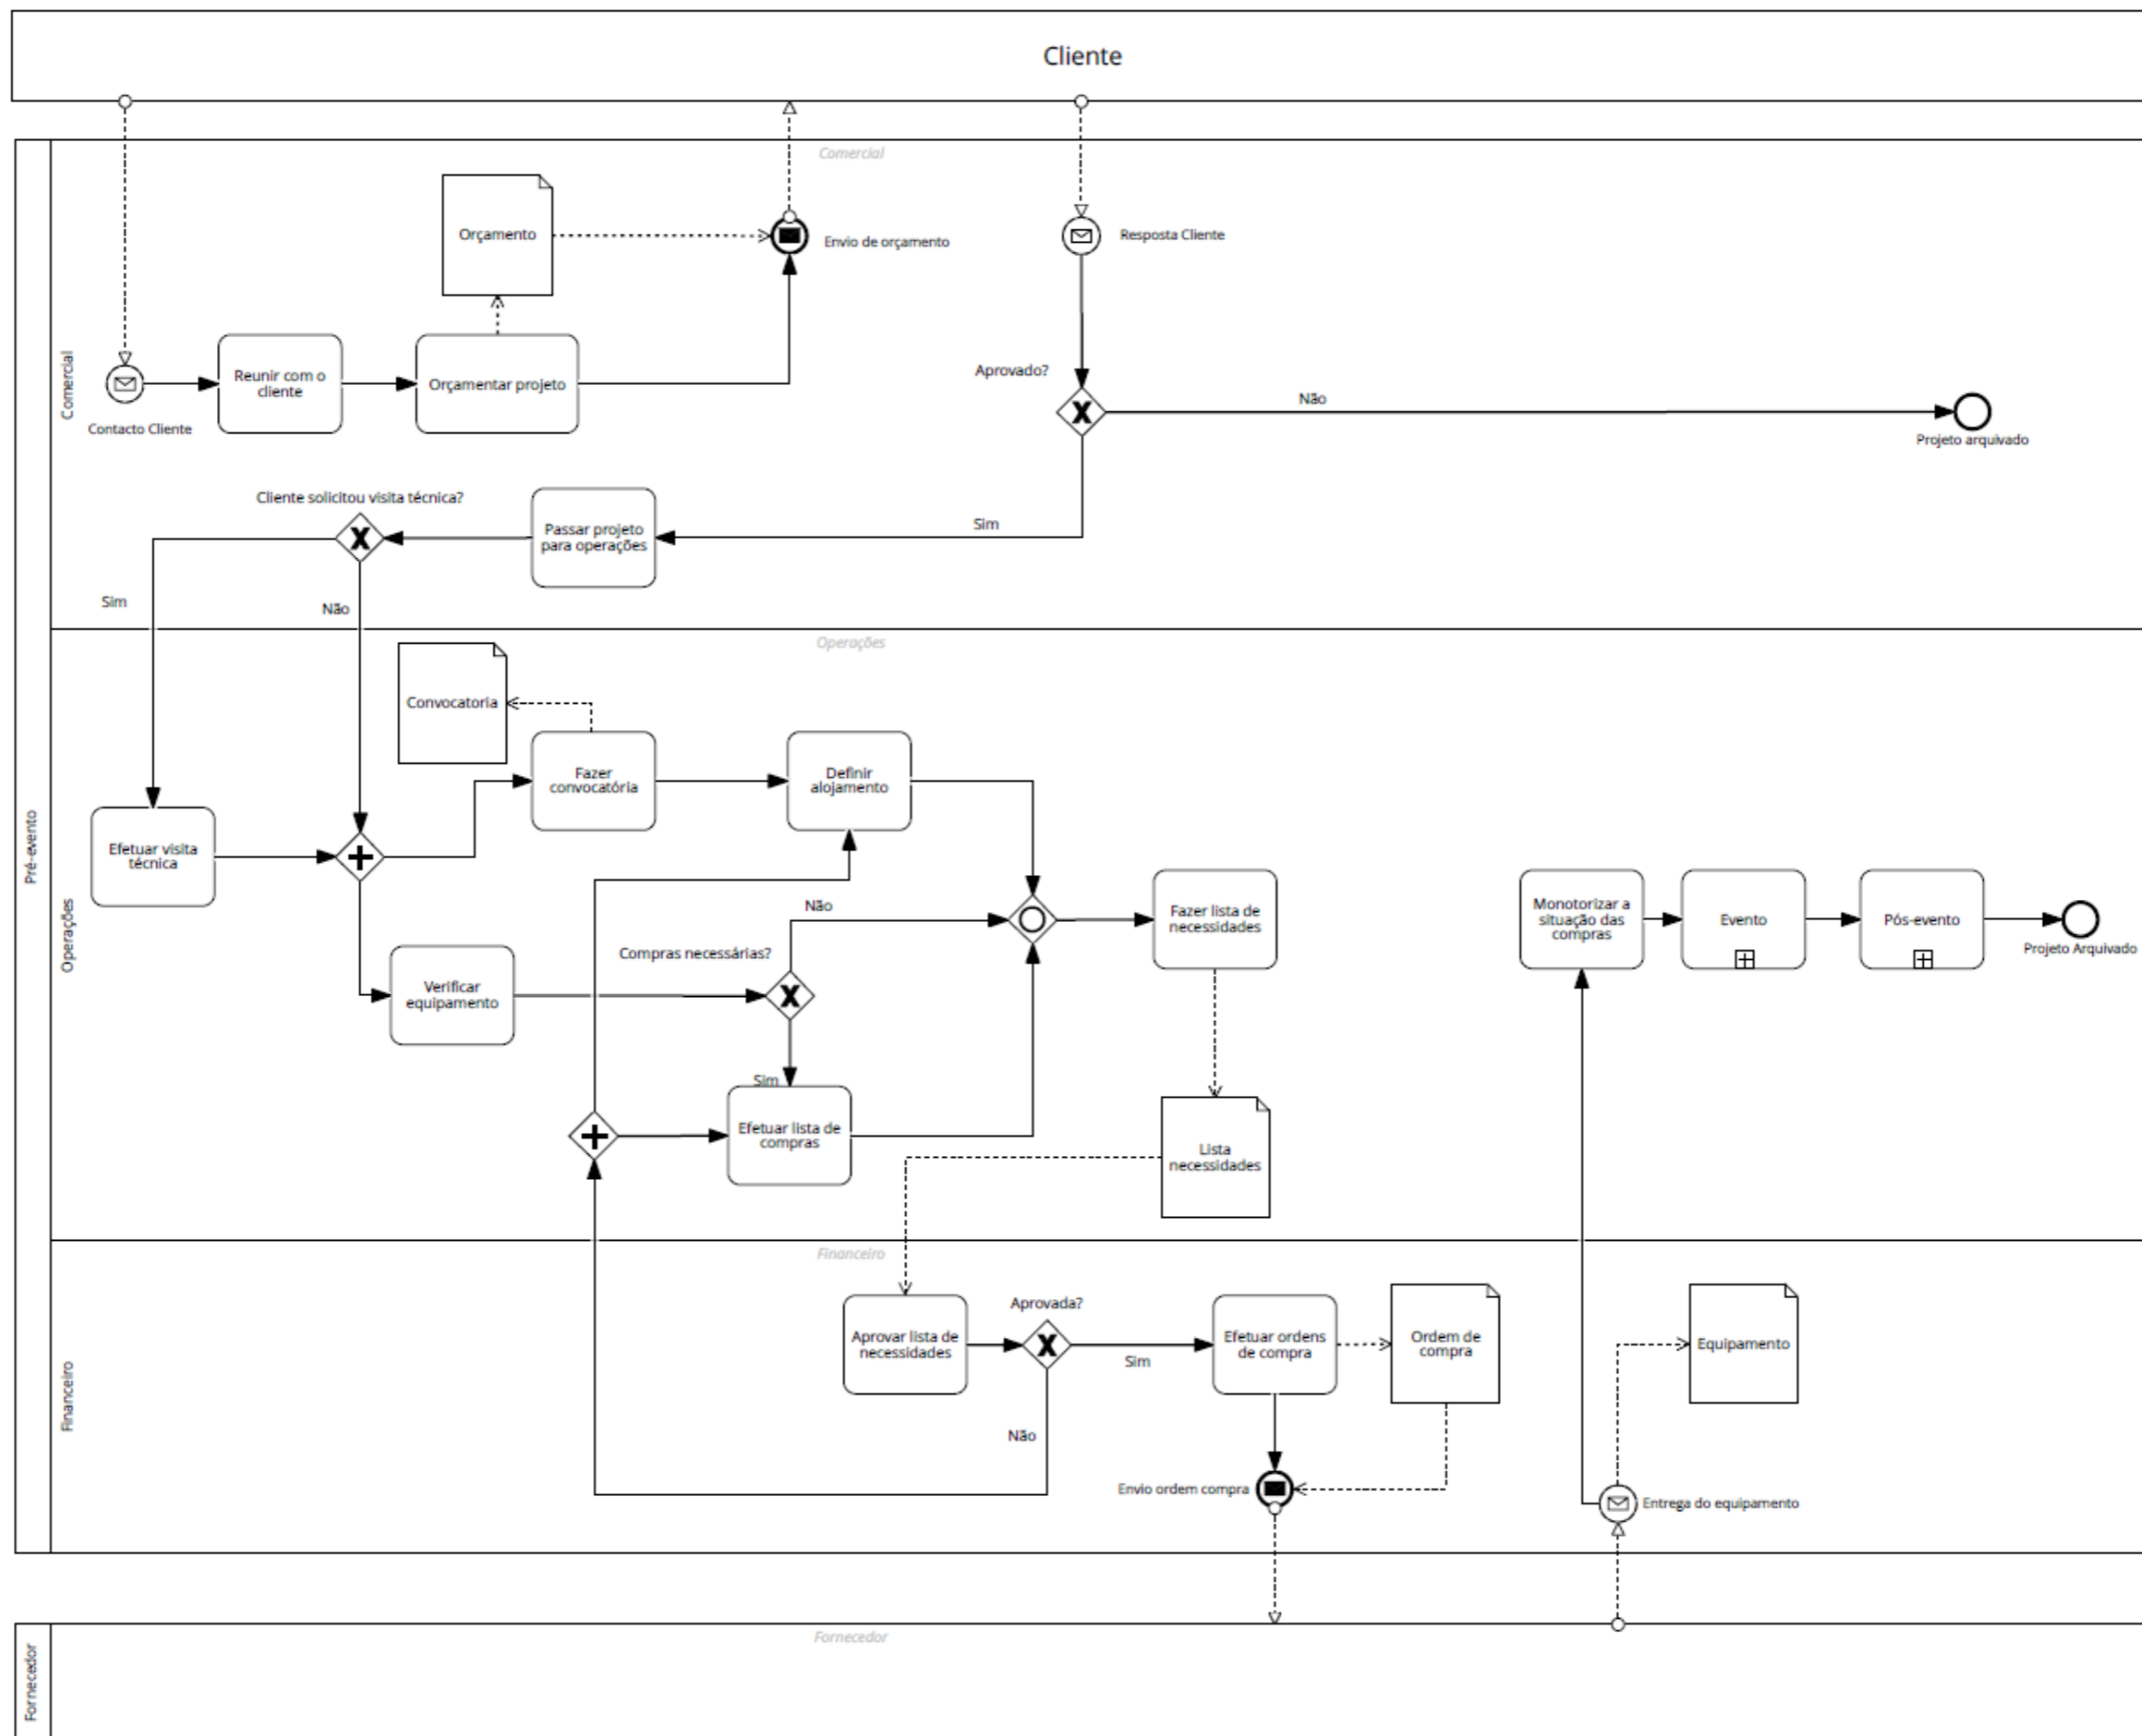 Cliente
Comercial
Orçamento
Envio de orçamento
Resposta Cliente
Comercial
Reunir com o
cliente
Orçamentar projeto
Contacto Cliente
Aprovado?
Não
Projeto arquivado
Cliente solicitou visita técnica?
Passar projeto
para operações
Sim
Sim
Não
Pré-evento
Operações
Operações
Convocatoria
Fazer
convocatória
Definir
alojamento
Efetuar visita
técnica
Não
Compras necessárias?
Verificar
equipamento
Sim
Efetuar lista de
compras
Fazer lista de
necessidades
Lista
necessidades
Monotorizar a
situação das
compras
Evento
Pós-evento
Projeto Arquivado
Financeiro
Financeiro
Aprovar lista de
necessidades
Aprovada?
Sim
Não
Efetuar ordens
de compra
Ordem de
compra
Equipamento
Envio ordem compra
Entrega do equipamento
Fornecedor
Fornecedor